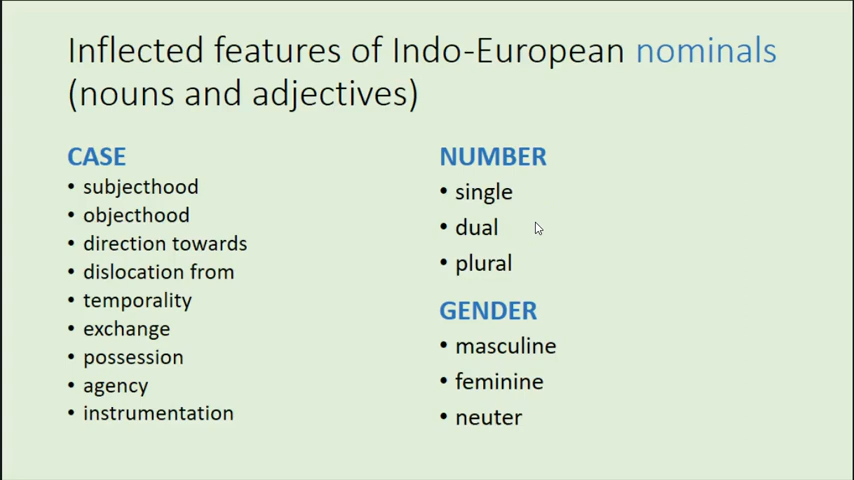 Inflected features of Indo-European nominals
(nouns and adjectives)
CASE
• subjecthood
• objecthood
• direction towards
• dislocation from
• temporality
• exchange
• possession
• agency
• instrumentation
NUMBER
• single
• dual
• plural
GENDER
• masculine
• feminine
• neuter